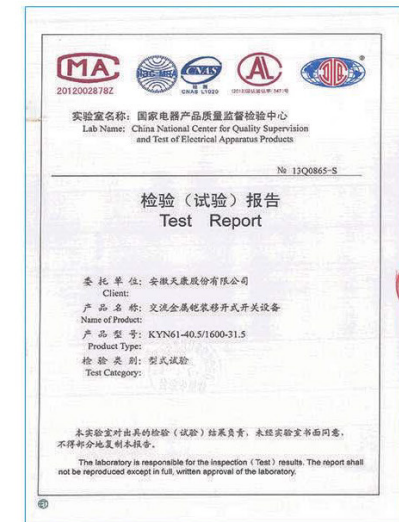 MA
2012002878Z
ilac-MRA
CNAS
CNAS L1020
AL
实验室名称: 国家电器产品质量监督检验中心
Lab Name: China National Center for Quality Supervision
and Test of Electrical Apparatus Products
№ 13Q0865-S
检验(试验)报告
Test Report
委托单位: 安徽天康股份有限公司
Client:
产品名称: 交流金属铠装移开式开关设备
Name of Product:
产品型号: KYN61-40.5/1600-31.5
Product Type:
检验类别: 型式试验
Test Category:
本实验室对出具的检验(试验)结果负责,未经实验室书面同意,
不得部分地复制本报告。
The laboratory is responsible for the inspection (Test) results. The report shall
not be reproduced except in full, written approval of the laboratory.